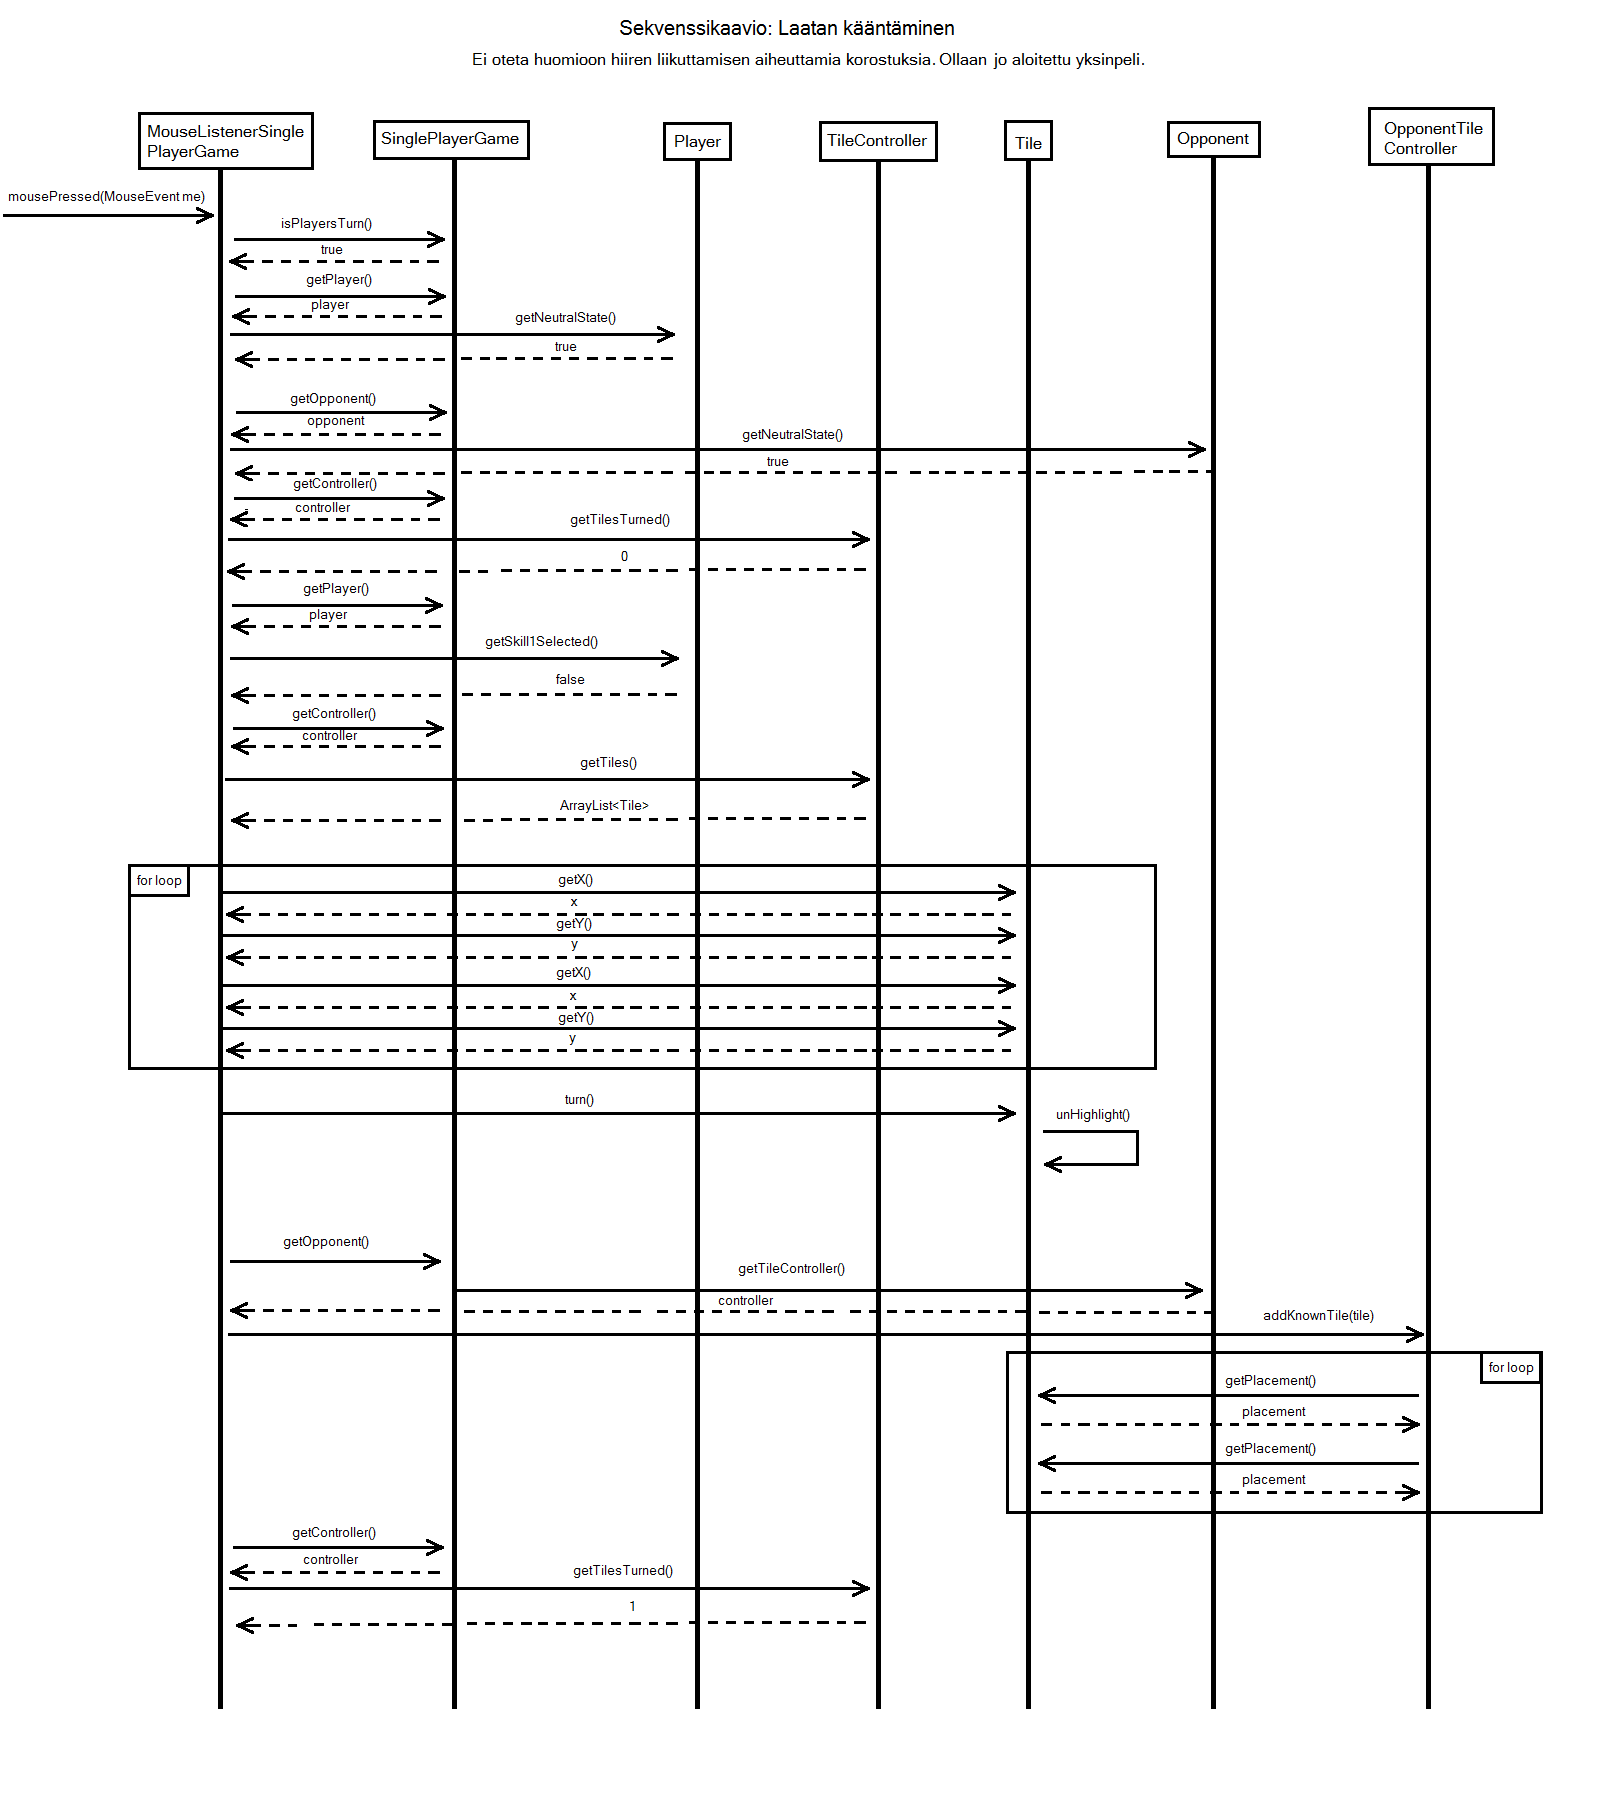 Sekvenssikaavio: Laatan kääntäminen
Ei oteta huomioon hiiren liikuttamisen aiheuttamia korostuksia. Ollaan jo aloitettu yksinpeli.
MouseListenerSingle
PlayerGame
SinglePlayerGame
Player
TileController
Tile
Opponent
OpponentTile
Controller
mousePressed(MouseEvent me)
isPlayersTurn()
true
getPlayer()
player
getNeutralState()
true
getOpponent()
opponent
getNeutralState()
true
getController()
controller
getTilesTurned()
0
getPlayer()
player
getSkill1Selected()
false
getController()
controller
getTiles()
ArrayList<Tile>
for loop
getX()
x
getY()
y
getX()
x
getY()
y
turn()
unHighlight()
getOpponent()
getTileController()
controller
addKnownTile(tile)
for loop
getPlacement()
placement
getPlacement()
placement
getController()
controller
getTilesTurned()
1